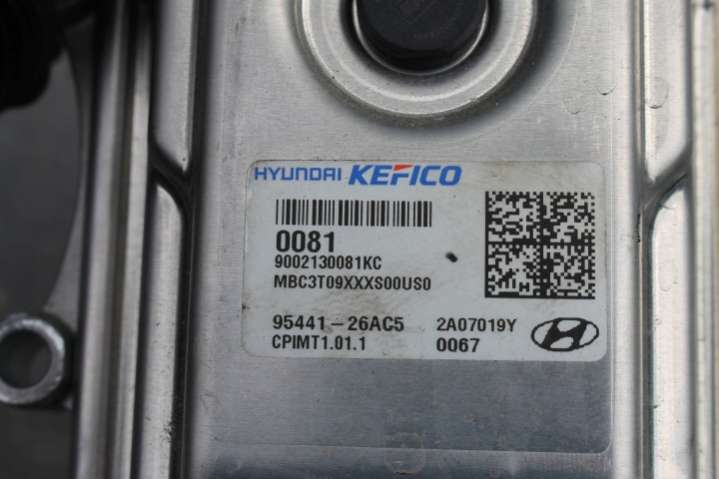 HYUNDAI KEFICO
0081
9002130081KC
MBC3T09XXXS00US0
95441-26AC5 2A07019Y
CPIMT1.01.1 0067